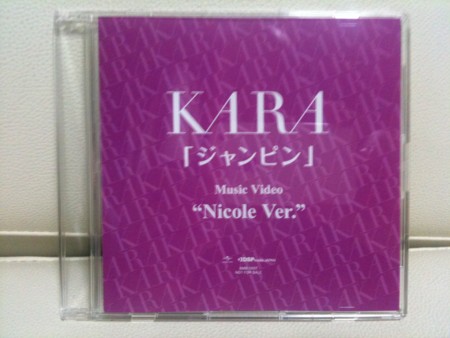 KARA
「ジャンピン」
Music Video
“Nicole Ver.”